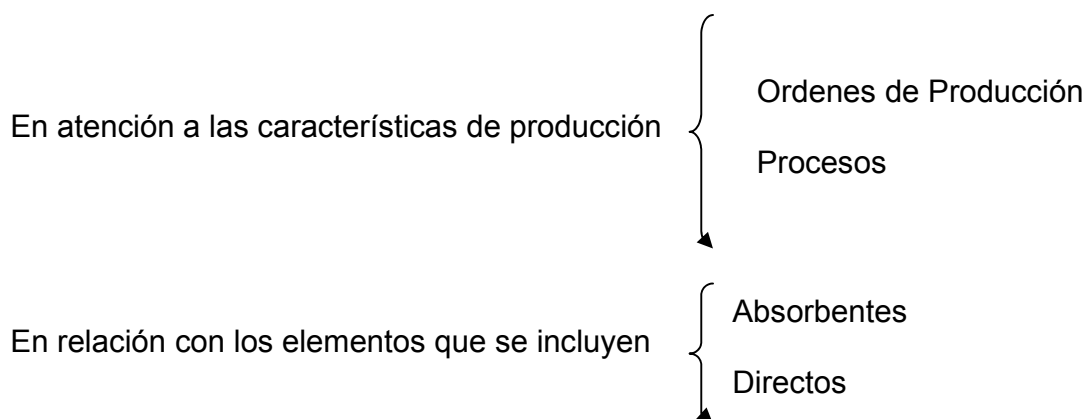 Ordenes de Producción
En atención a las características de producción
Procesos
Absorbentes
En relación con los elementos que se incluyen
Directos